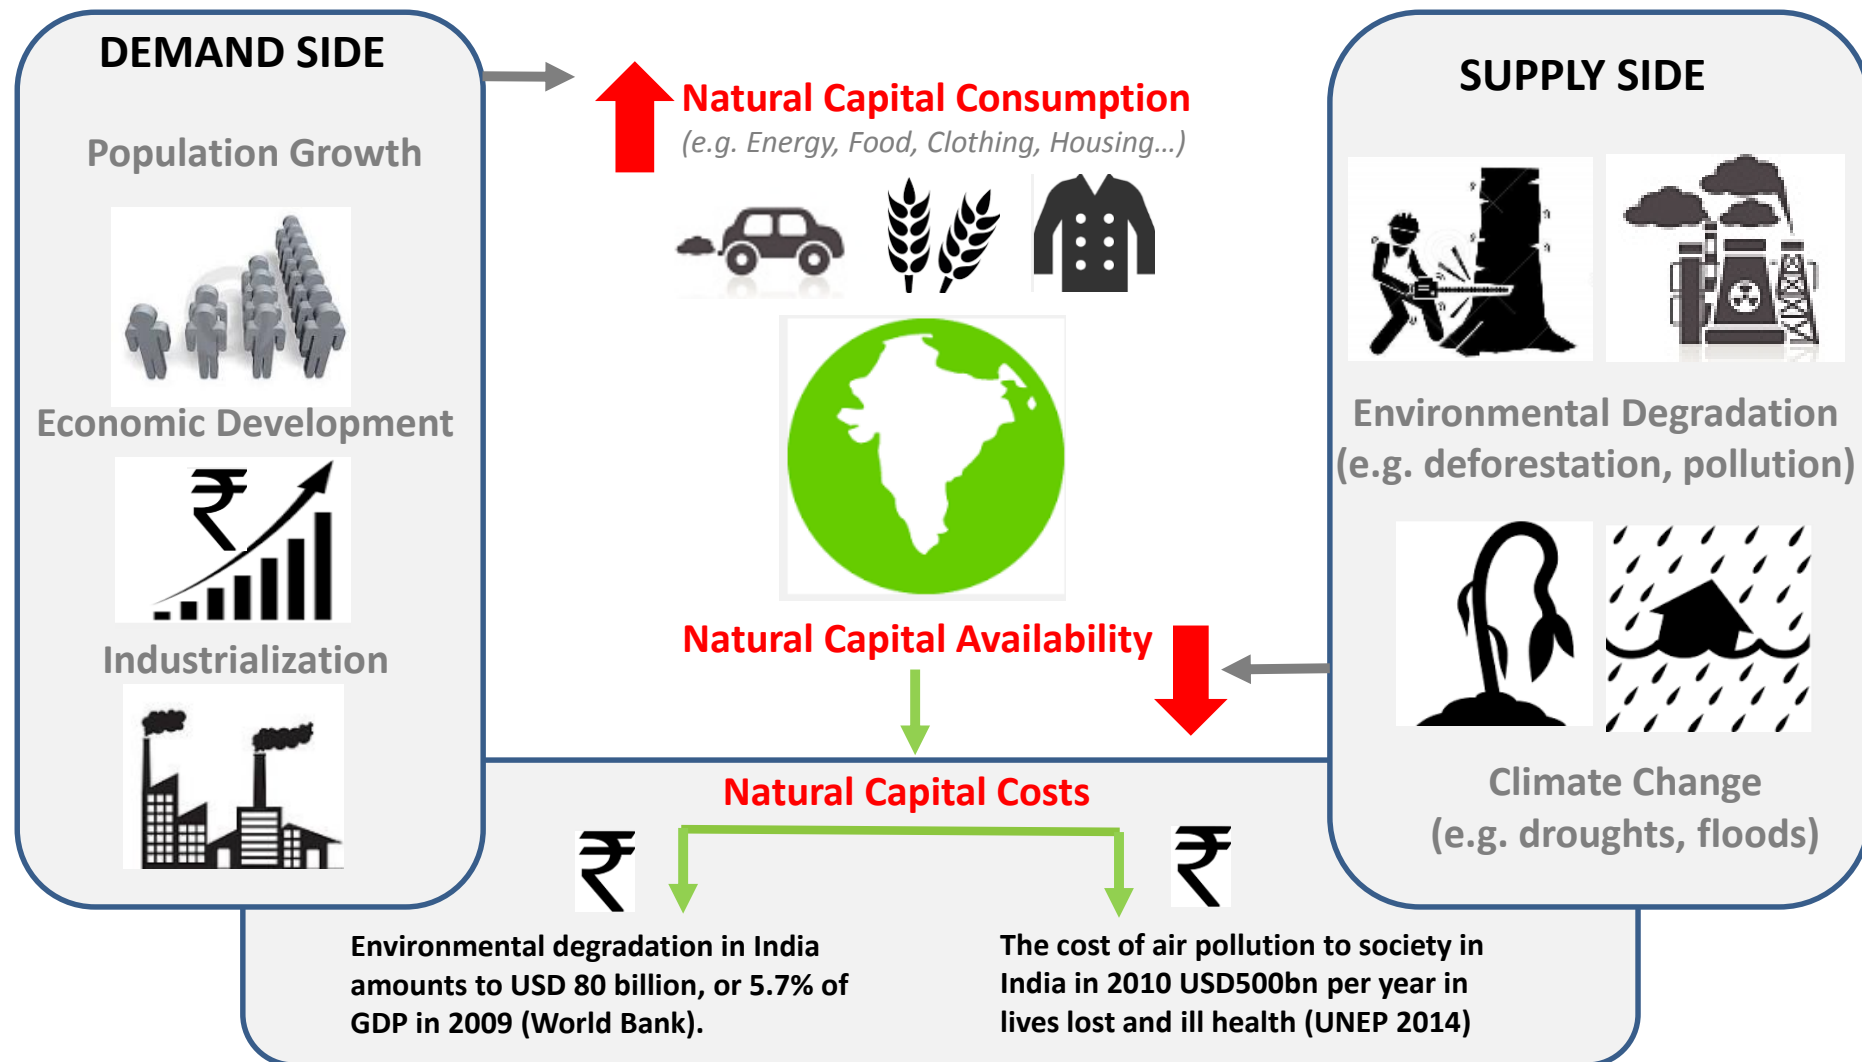 DEMAND SIDE
Population Growth
Economic Development
₹
Industrialization
Natural Capital Consumption
(e.g. Energy, Food, Clothing, Housing…)
Natural Capital Availability
SUPPLY SIDE
Environmental Degradation
(e.g. deforestation, pollution)
Climate Change
(e.g. droughts, floods)
Natural Capital Costs
₹
Environmental degradation in India
amounts to USD 80 billion, or 5.7% of
GDP in 2009 (World Bank).
₹
The cost of air pollution to society in
India in 2010 USD500bn per year in
lives lost and ill health (UNEP 2014)